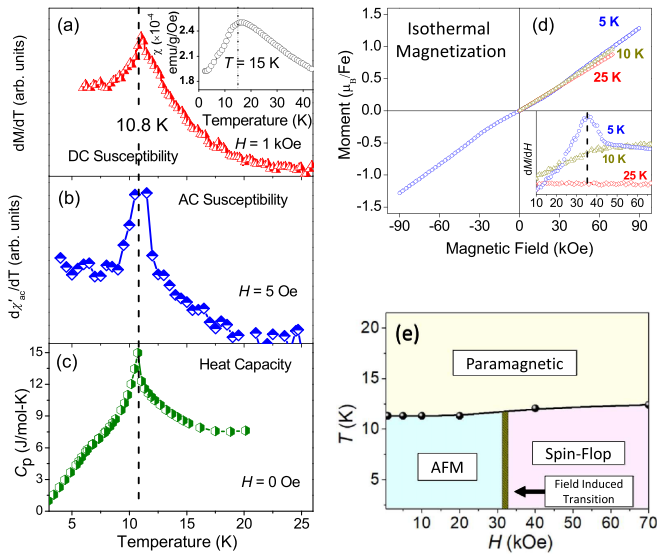 (a)
dM/dT (arb. units)
10.8 K
DC Susceptibility
H = 1 kOe
χ (×10⁻⁴
emu/g/Oe)
2.4
2.1
1.8
T = 15 K
0 10 20 30 40
Temperature (K)
(b)
AC Susceptibility
dχ′ac/dT (arb. units)
H = 5 Oe
(c)
Heat Capacity
Cp (J/mol-K)
15
12
9
6
3
0
H = 0 Oe
5 10 15 20 25
Temperature (K)
(d)
Isothermal
Magnetization
Moment (μB/Fe)
1.5
1.0
0.5
0.0
-0.5
-1.0
-1.5
5 K
10 K
25 K
dM/dH
5 K
10 K
25 K
10 20 30 40 50 60
-90 -60 -30 0 30 60 90
Magnetic Field (kOe)
(e)
T (K)
20
15
10
5
Paramagnetic
AFM
Spin-Flop
Field Induced
Transition
10 20 30 40 50 60 70
H (kOe)